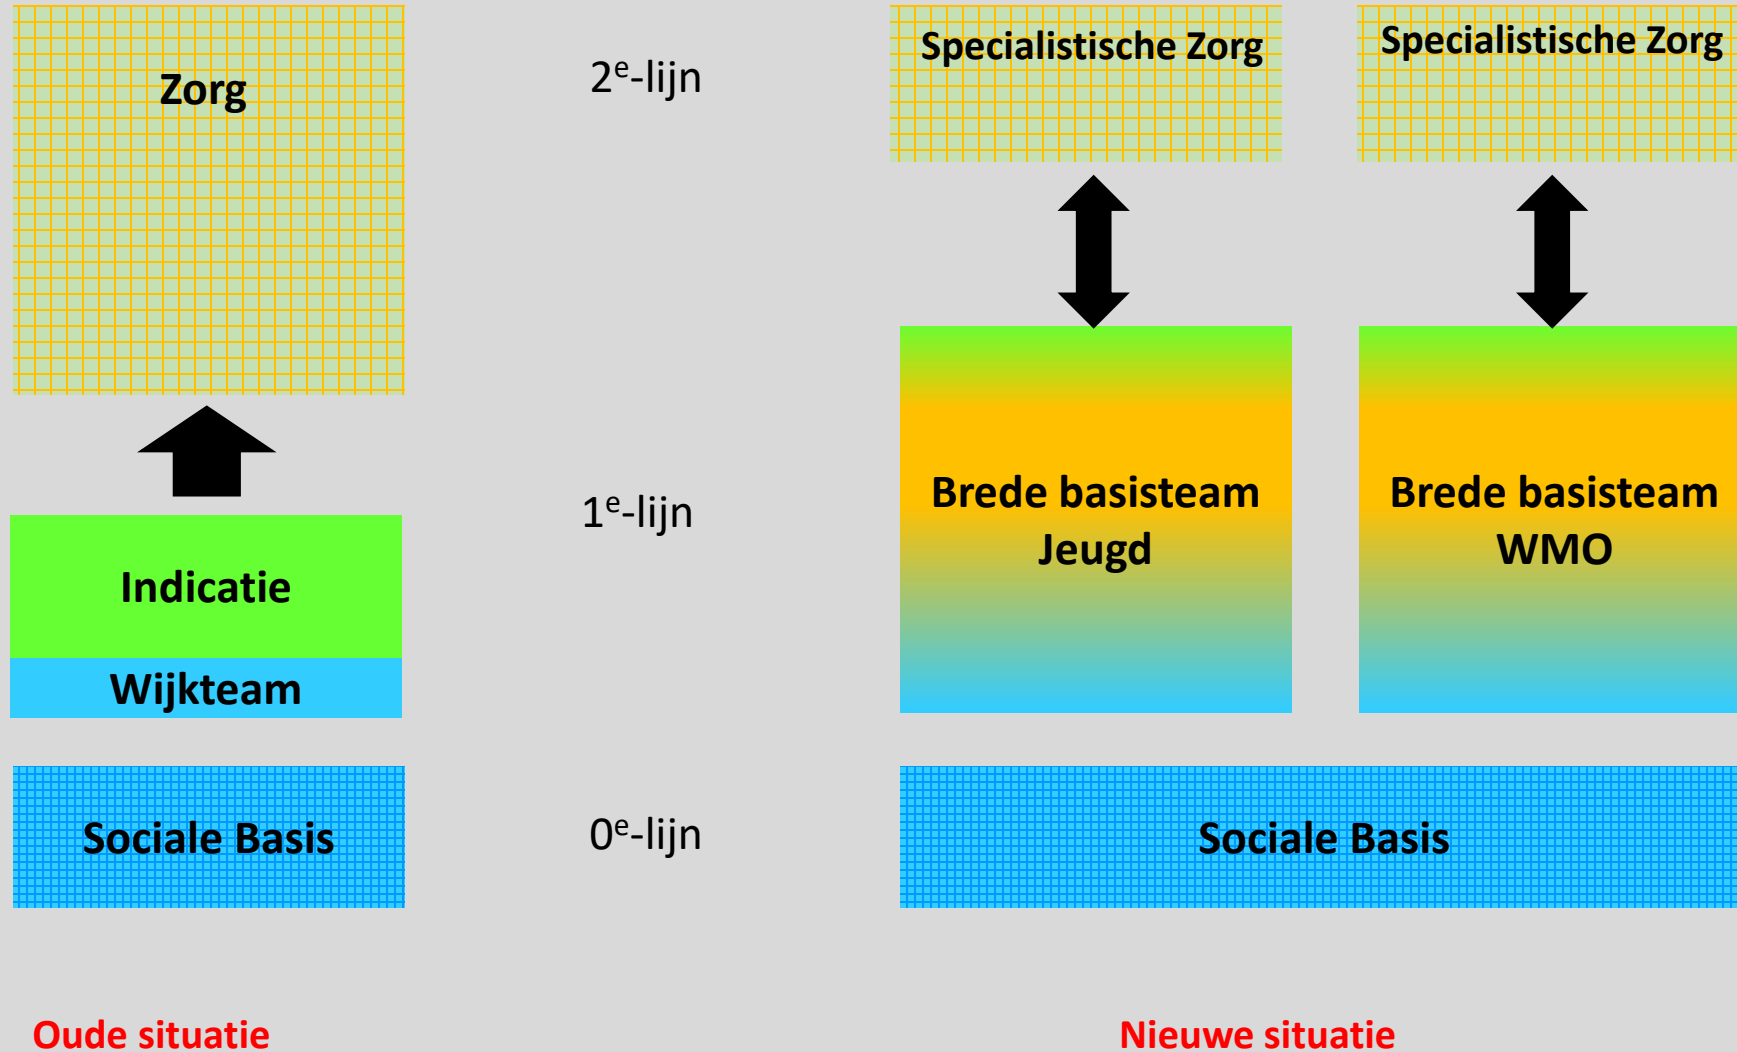 Zorg
Indicatie
Wijkteam
Sociale Basis
Oude situatie
2e-lijn
1e-lijn
0e-lijn
Specialistische Zorg
Specialistische Zorg
Brede basisteam
Jeugd
Brede basisteam
WMO
Sociale Basis
Nieuwe situatie